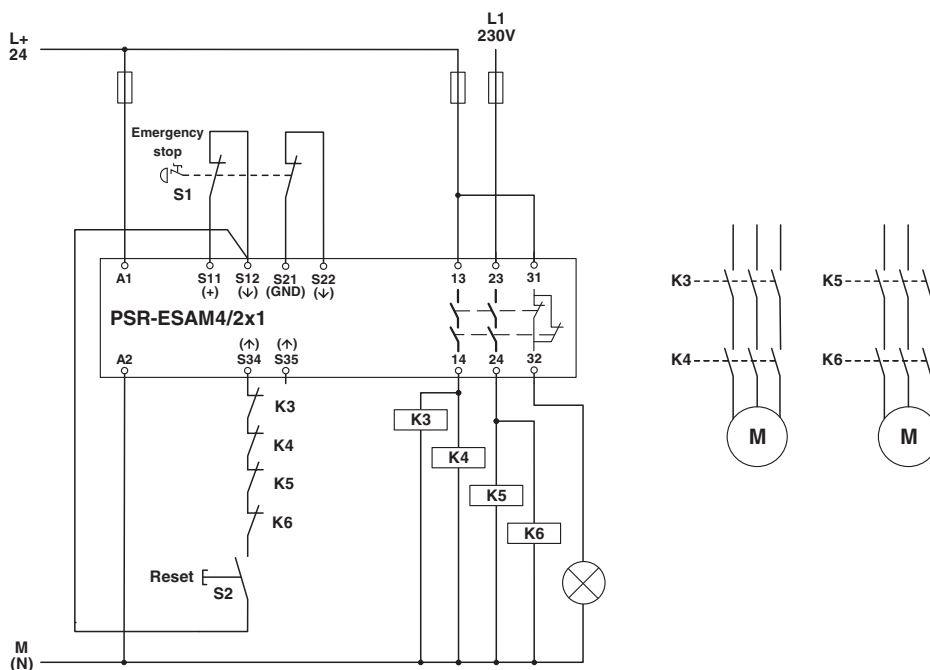 L+
24
L1
230V
Emergency
stop
S1
A1
S11
(+)
S12
(↓)
S21
(GND)
S22
(↓)
13
23
31
PSR-ESAM4/2x1
A2
(↑)
S34
(↑)
S35
14
24
32
K3
K4
K5
K6
Reset
S2
K3
K4
K5
K6
M
(N)
K3
K4
M
K5
K6
M